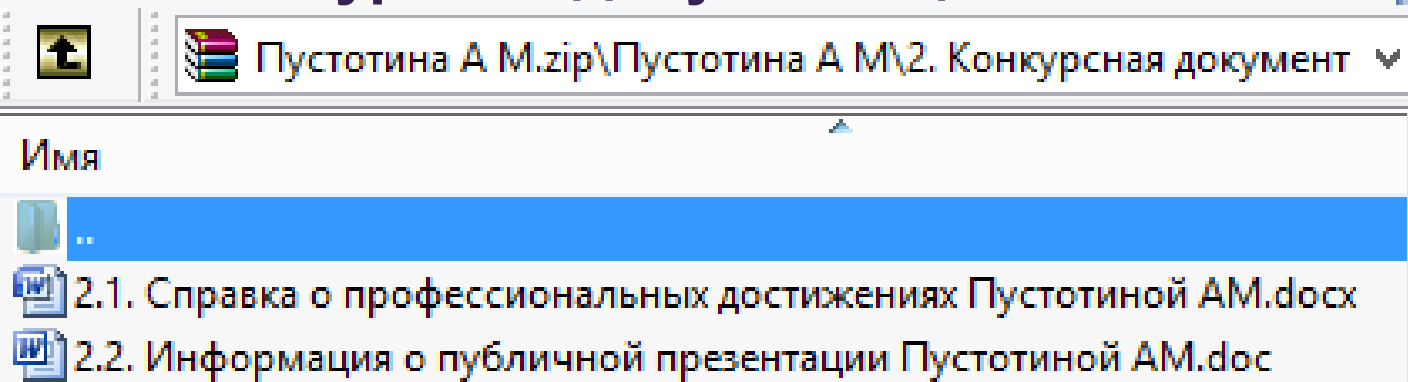 Пустотина А М.zip\Пустотина А М\2. Конкурсная документ
Имя
..
2.1. Справка о профессиональных достижениях Пустотиной АМ.docx
2.2. Информация о публичной презентации Пустотиной АМ.doc